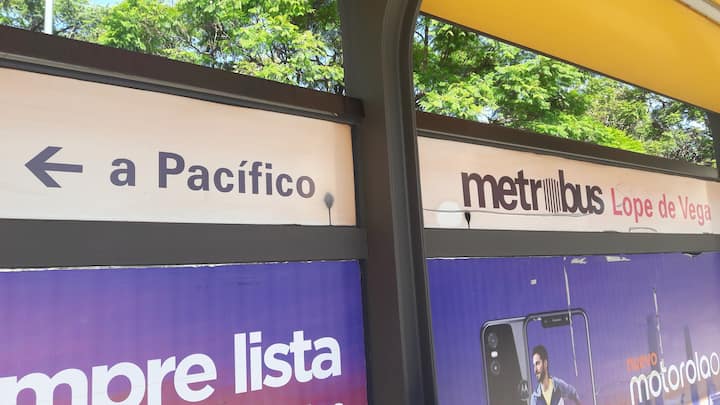 ← a Pacífico
metrobus Lope de Vega
mpre lista
nuevo
motorola o